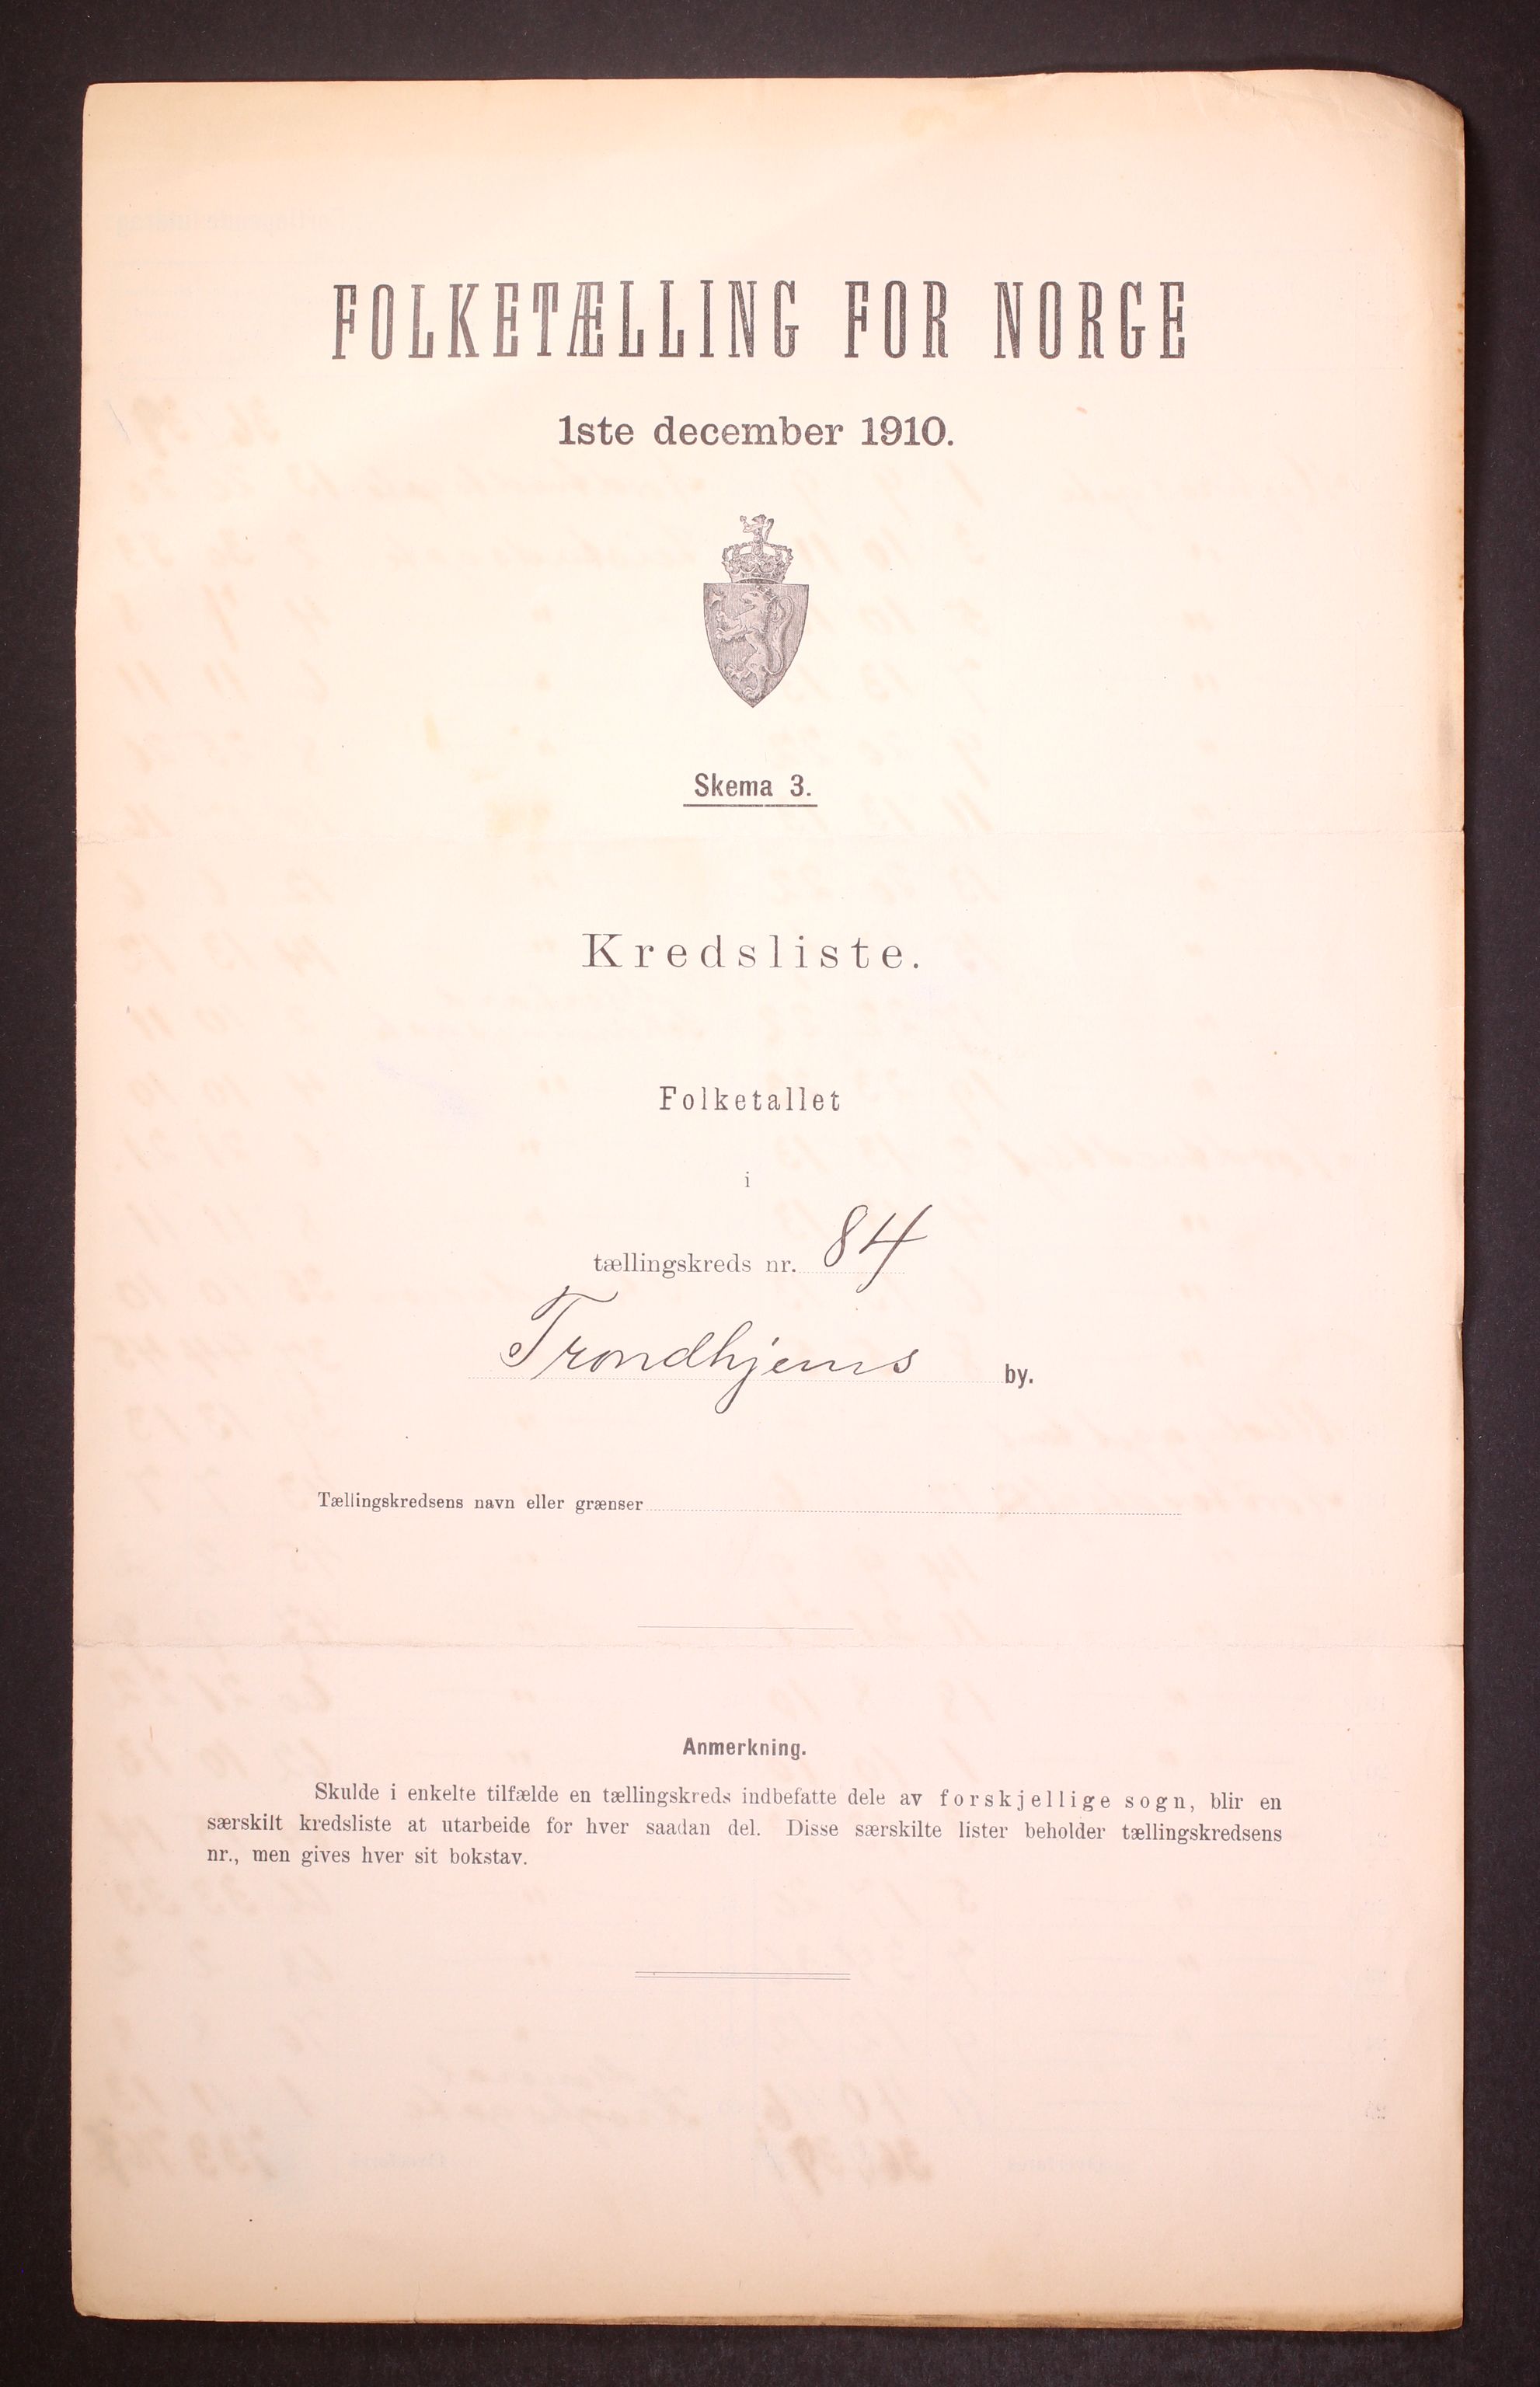 FOLKETÆLLING FOR NORGE
1ste december 1910.
Skema 3.
Kredsliste.
Folketallet
i
tællingskreds nr. 84
Trondhjems by.
Tællingskredsens navn eller grænser
Anmerkning.
Skulde i enkelte tilfælde en tællingskreds indbefatte dele av forskjellige sogn, blir en
særskilt kredsliste at utarbeide for hver saadan del. Disse særskilte lister beholder tællingskredsens
nr., men gives hver sit bokstav.